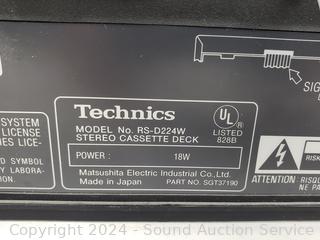 SYSTEM
LICENSE
IES LICE-
D SYMBOL
Y LABORA-
TION.
Technics
MODEL No. RS-D224W
STEREO CASSETTE DECK
UL
®
LISTED
828B
POWER : 18W
Matsushita Electric Industrial Co., Ltd.
Made in Japan PART NO. SGT37190
SIG
RISK
ATTENTION: RISQUE
Copyright 2024 - Sound Auction Service